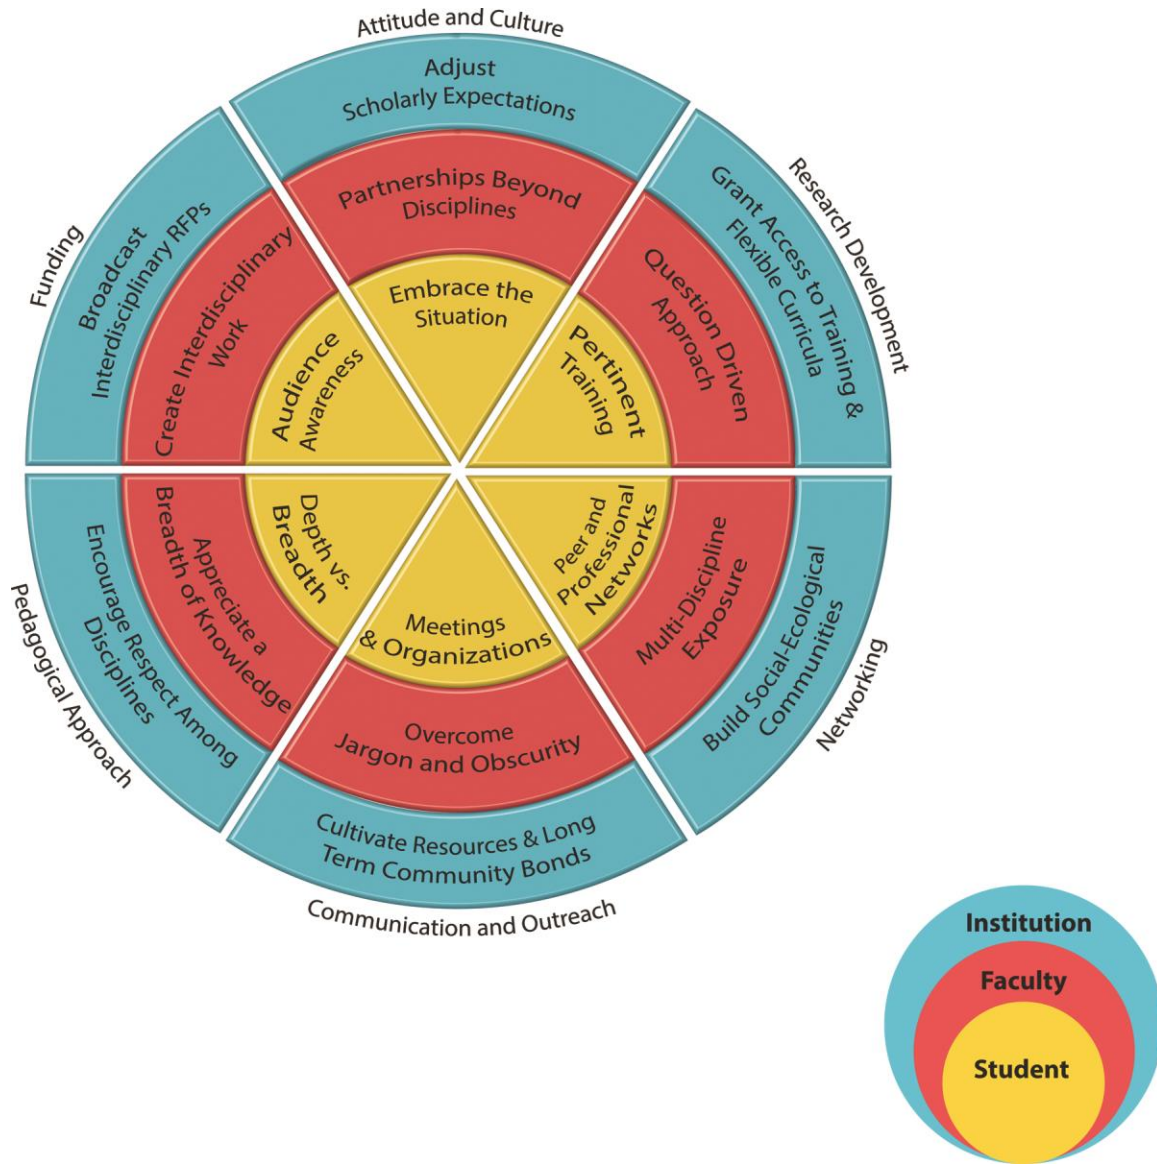 Attitude and Culture
Adjust
Scholarly Expectations
Partnerships Beyond
Disciplines
Embrace the
Situation
Research Development
Grant Access to Training &
Flexible Curricula
Question Driven
Approach
Pertinent
Training
Networking
Build Social-Ecological
Communities
Multi-Discipline
Exposure
Peer and
Professional
Networks
Meetings
& Organizations
Overcome
Jargon and Obscurity
Cultivate Resources & Long
Term Community Bonds
Communication and Outreach
Pedagogical Approach
Encourage Respect Among
Disciplines
Appreciate a
Breadth of Knowledge
Depth vs.
Breadth
Funding
Broadcast
Interdisciplinary RFPs
Create Interdisciplinary
Work
Audience
Awareness
Institution
Faculty
Student